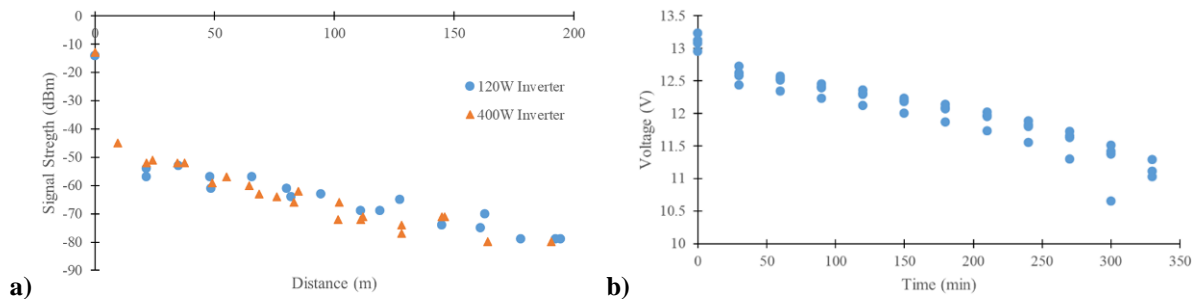 0
-10
-20
-30
-40
-50
-60
-70
-80
-90
0 50 100 150 200
Signal Stregth (dBm)
Distance (m)
120W Inverter
400W Inverter
a)
13.5
13
12.5
12
11.5
11
10.5
10
0 50 100 150 200 250 300 350
Voltage (V)
Time (min)
b)